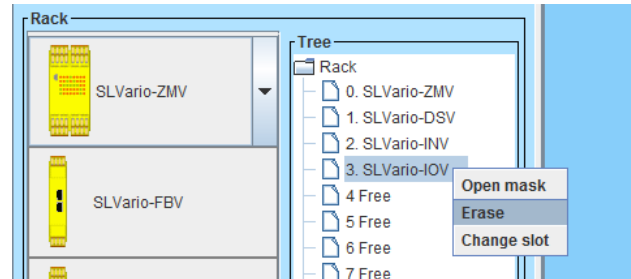 Rack
SLVario-ZMV
SLVario-FBV
Tree
Rack
0. SLVario-ZMV
1. SLVario-DSV
2. SLVario-INV
3. SLVario-IOV
4 Free
5 Free
6 Free
7 Free
Open mask
Erase
Change slot